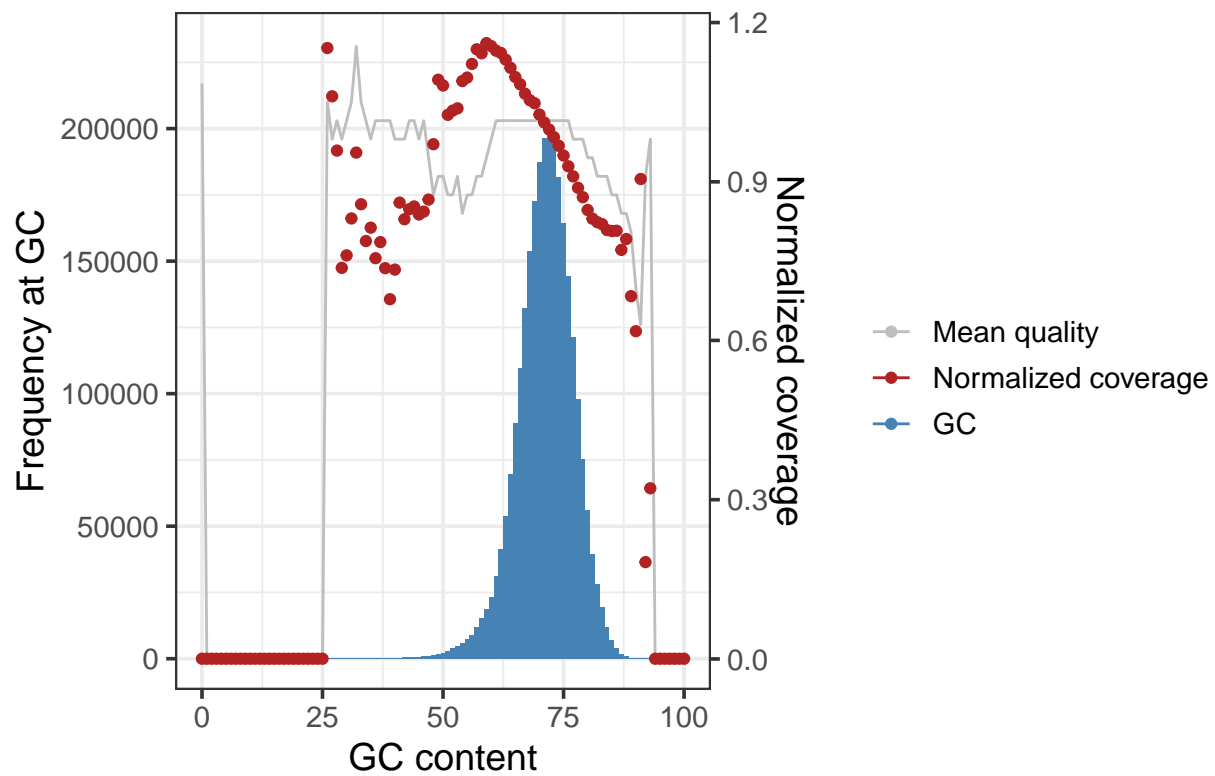 Frequency at GC
200000
150000
100000
50000
0
1.2
0.9
0.6
0.3
0.0
Normalized coverage
0
25
50
75
100
GC content
Mean quality
Normalized coverage
GC